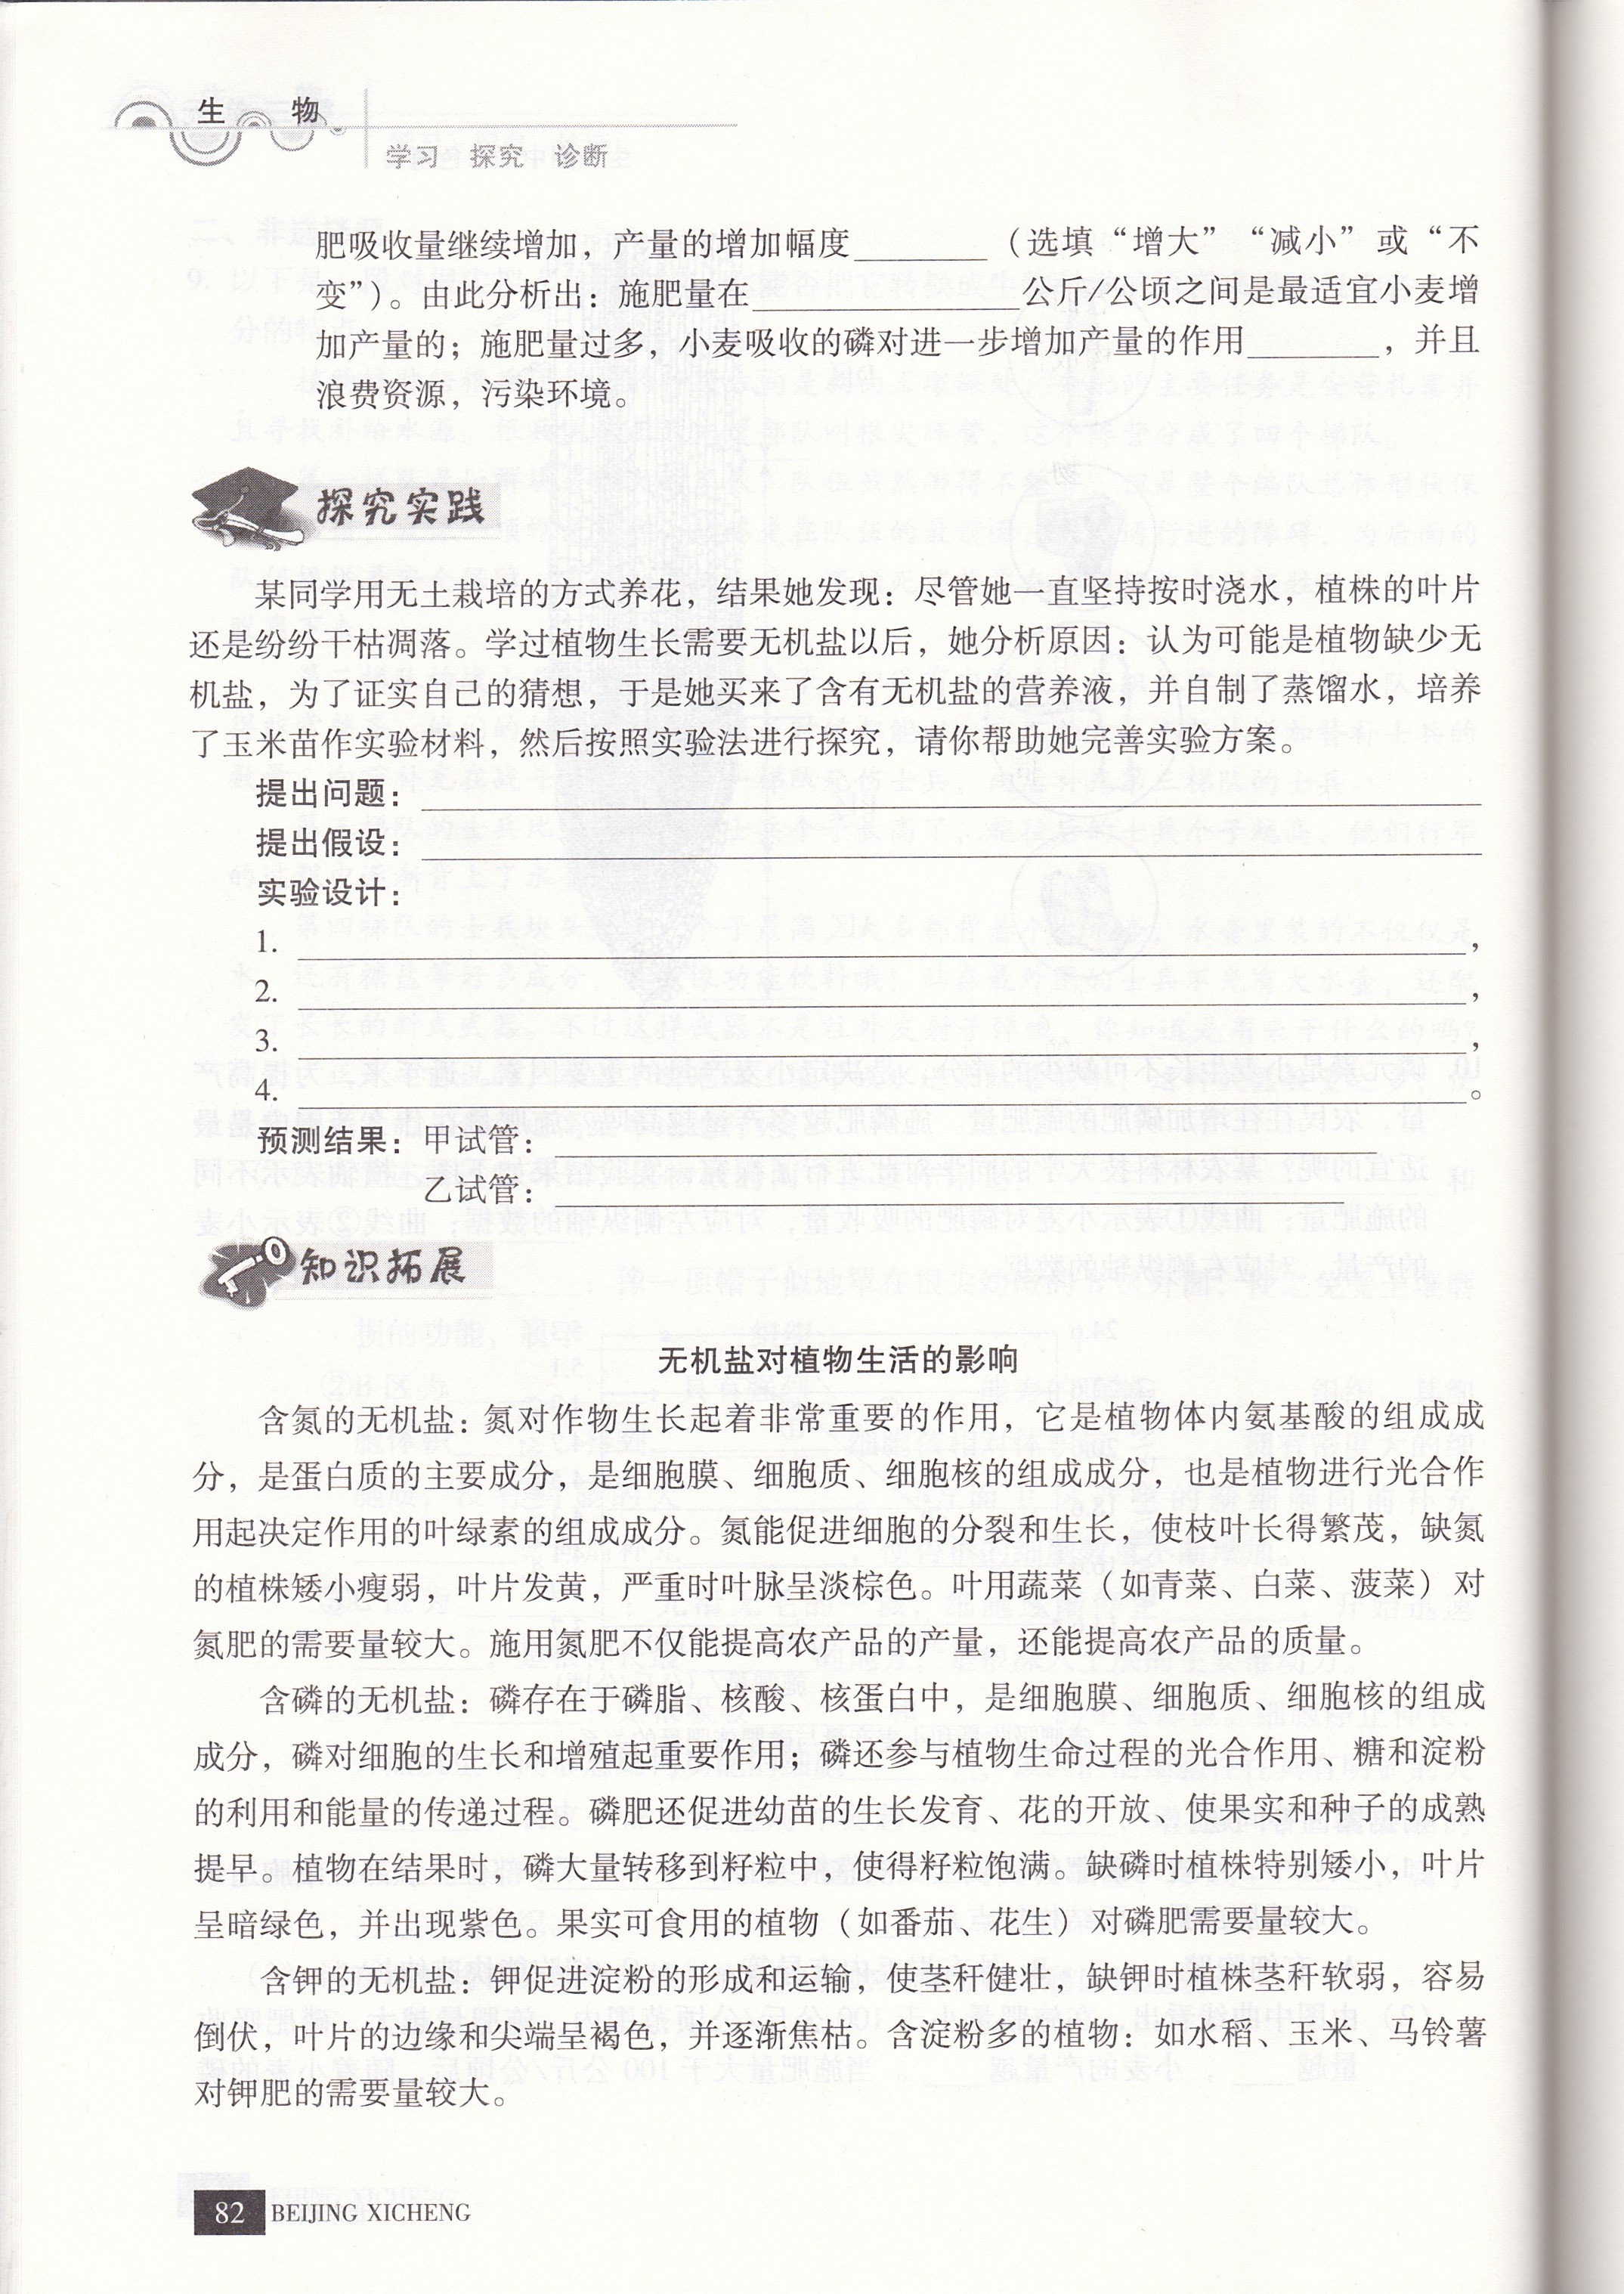 生 物
学习 探究 诊断
肥吸收量继续增加，产量的增加幅度________（选填“增大”“减小”或“不
变”）。由此分析出：施肥量在________________公斤/公顷之间是最适宜小麦增
加产量的；施肥量过多，小麦吸收的磷对进一步增加产量的作用________，并且
浪费资源，污染环境。
探究实践
某同学用无土栽培的方式养花，结果她发现：尽管她一直坚持按时浇水，植株的叶片
还是纷纷干枯凋落。学过植物生长需要无机盐以后，她分析原因：认为可能是植物缺少无
机盐，为了证实自己的猜想，于是她买来了含有无机盐的营养液，并自制了蒸馏水，培养
了玉米苗作实验材料，然后按照实验法进行探究，请你帮助她完善实验方案。
提出问题：
提出假设：
实验设计：
1. ，
2. ，
3. ，
4. 。
预测结果：甲试管：
乙试管：
知识拓展
无机盐对植物生活的影响
含氮的无机盐：氮对作物生长起着非常重要的作用，它是植物体内氨基酸的组成成
分，是蛋白质的主要成分，是细胞膜、细胞质、细胞核的组成成分，也是植物进行光合作
用起决定作用的叶绿素的组成成分。氮能促进细胞的分裂和生长，使枝叶长得繁茂，缺氮
的植株矮小瘦弱，叶片发黄，严重时叶脉呈淡棕色。叶用蔬菜（如青菜、白菜、菠菜）对
氮肥的需要量较大。施用氮肥不仅能提高农产品的产量，还能提高农产品的质量。
含磷的无机盐：磷存在于磷脂、核酸、核蛋白中，是细胞膜、细胞质、细胞核的组成
成分，磷对细胞的生长和增殖起重要作用；磷还参与植物生命过程的光合作用、糖和淀粉
的利用和能量的传递过程。磷肥还促进幼苗的生长发育、花的开放、使果实和种子的成熟
提早。植物在结果时，磷大量转移到籽粒中，使得籽粒饱满。缺磷时植株特别矮小，叶片
呈暗绿色，并出现紫色。果实可食用的植物（如番茄、花生）对磷肥需要量较大。
含钾的无机盐：钾促进淀粉的形成和运输，使茎秆健壮，缺钾时植株茎秆软弱，容易
倒伏，叶片的边缘和尖端呈褐色，并逐渐焦枯。含淀粉多的植物：如水稻、玉米、马铃薯
对钾肥的需要量较大。
82 BEIJING XICHENG